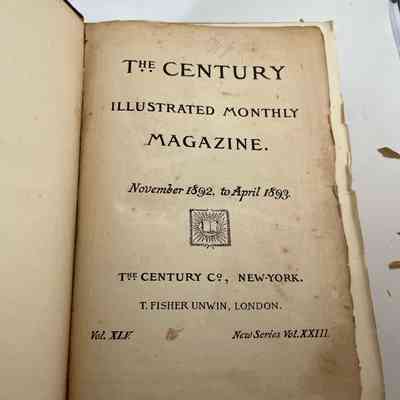 THE CENTURY
ILLUSTRATED MONTHLY
MAGAZINE.
November 1892, to April 1893.
THE CENTURY Co, NEW-YORK.
T. FISHER UNWIN, LONDON.
Vol. XLV. New Series Vol. XXIII.